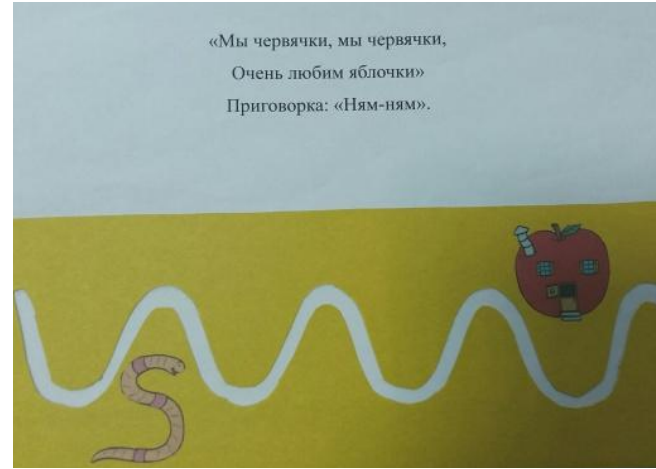 «Мы червячки, мы червячки,
Очень любим яблочки»
Приговорка: «Ням-ням».